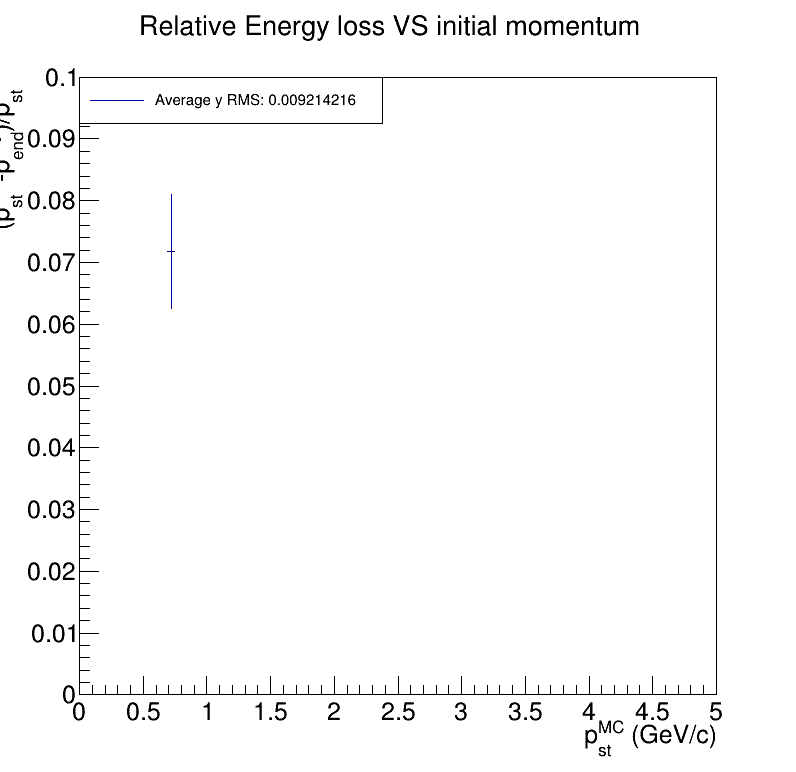 Relative Energy loss VS initial momentum
0.1
Average y RMS: 0.009214216
0.09
0.08
0.07
0.06
0.05
0.04
0.03
0.02
0.01
0
0 0.5 1 1.5 2 2.5 3 3.5 4 4.5 5
p_st^MC (GeV/c)
-p_end)/p_st